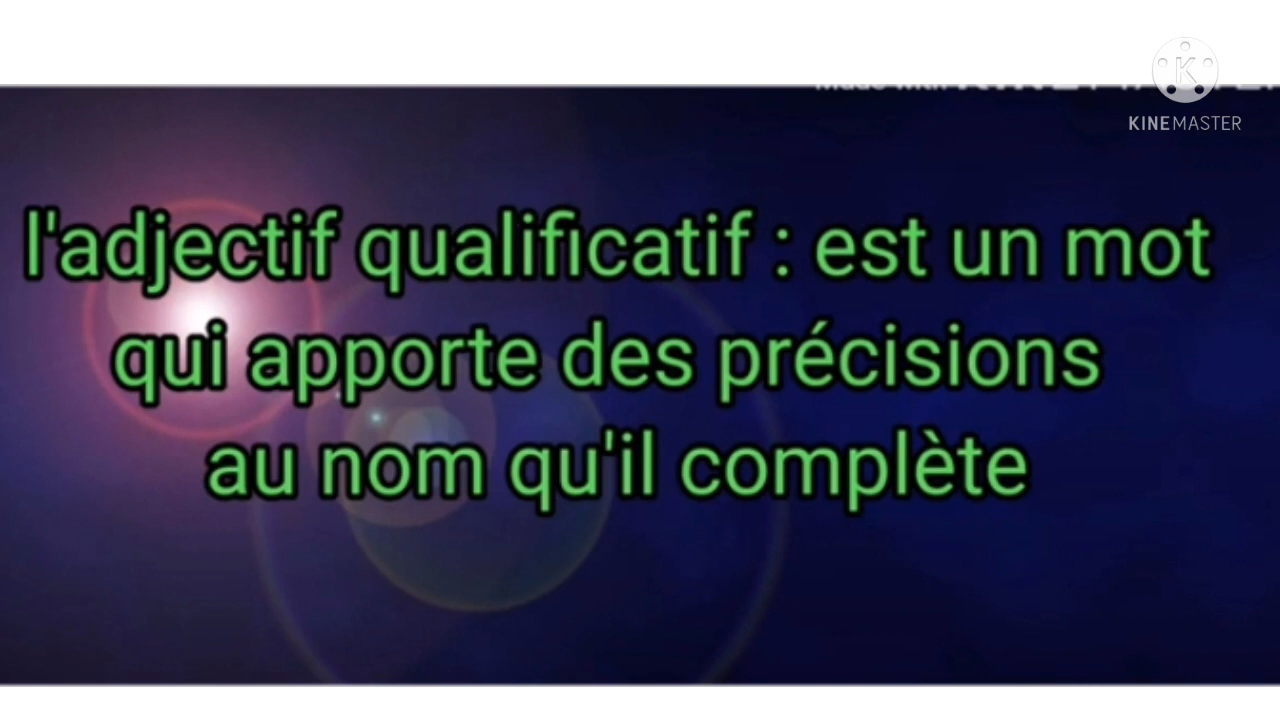 KINEMASTER
l'adjectif qualificatif : est un mot
qui apporte des précisions
au nom qu'il complète